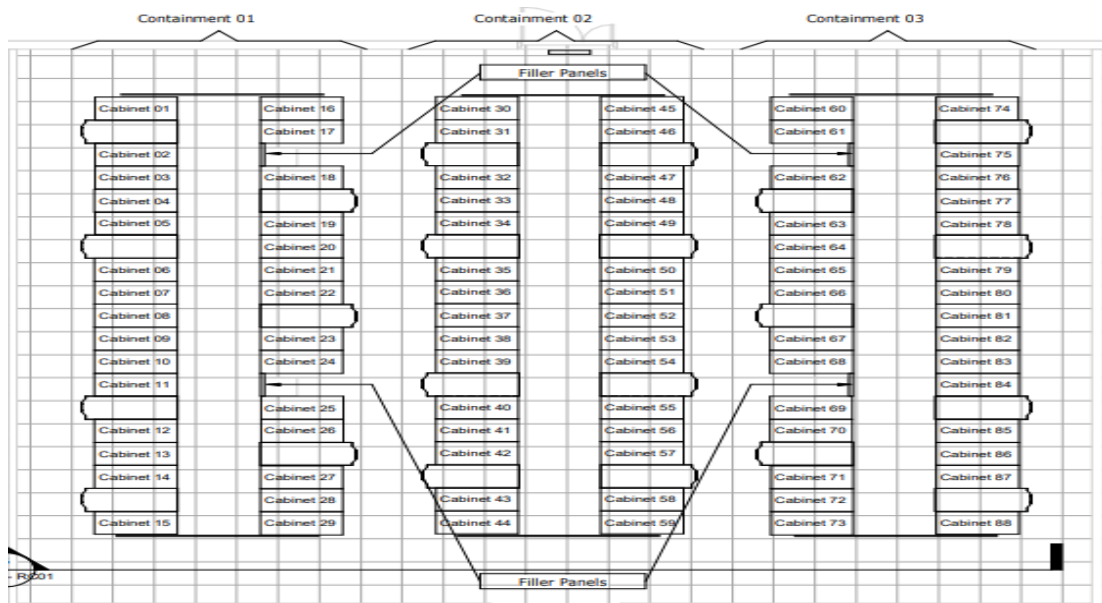 Containment 01
Containment 02
Containment 03
Filler Panels
Cabinet 01
Cabinet 02
Cabinet 03
Cabinet 04
Cabinet 05
Cabinet 06
Cabinet 07
Cabinet 08
Cabinet 09
Cabinet 10
Cabinet 11
Cabinet 12
Cabinet 13
Cabinet 14
Cabinet 15
Cabinet 16
Cabinet 17
Cabinet 18
Cabinet 19
Cabinet 20
Cabinet 21
Cabinet 22
Cabinet 23
Cabinet 24
Cabinet 25
Cabinet 26
Cabinet 27
Cabinet 28
Cabinet 29
Cabinet 30
Cabinet 31
Cabinet 32
Cabinet 33
Cabinet 34
Cabinet 35
Cabinet 36
Cabinet 37
Cabinet 38
Cabinet 39
Cabinet 40
Cabinet 41
Cabinet 42
Cabinet 43
Cabinet 44
Cabinet 45
Cabinet 46
Cabinet 47
Cabinet 48
Cabinet 49
Cabinet 50
Cabinet 51
Cabinet 52
Cabinet 53
Cabinet 54
Cabinet 55
Cabinet 56
Cabinet 57
Cabinet 58
Cabinet 59
Cabinet 60
Cabinet 61
Cabinet 62
Cabinet 63
Cabinet 64
Cabinet 65
Cabinet 66
Cabinet 67
Cabinet 68
Cabinet 69
Cabinet 70
Cabinet 71
Cabinet 72
Cabinet 73
Cabinet 74
Cabinet 75
Cabinet 76
Cabinet 77
Cabinet 78
Cabinet 79
Cabinet 80
Cabinet 81
Cabinet 82
Cabinet 83
Cabinet 84
Cabinet 85
Cabinet 86
Cabinet 87
Cabinet 88
Filler Panels